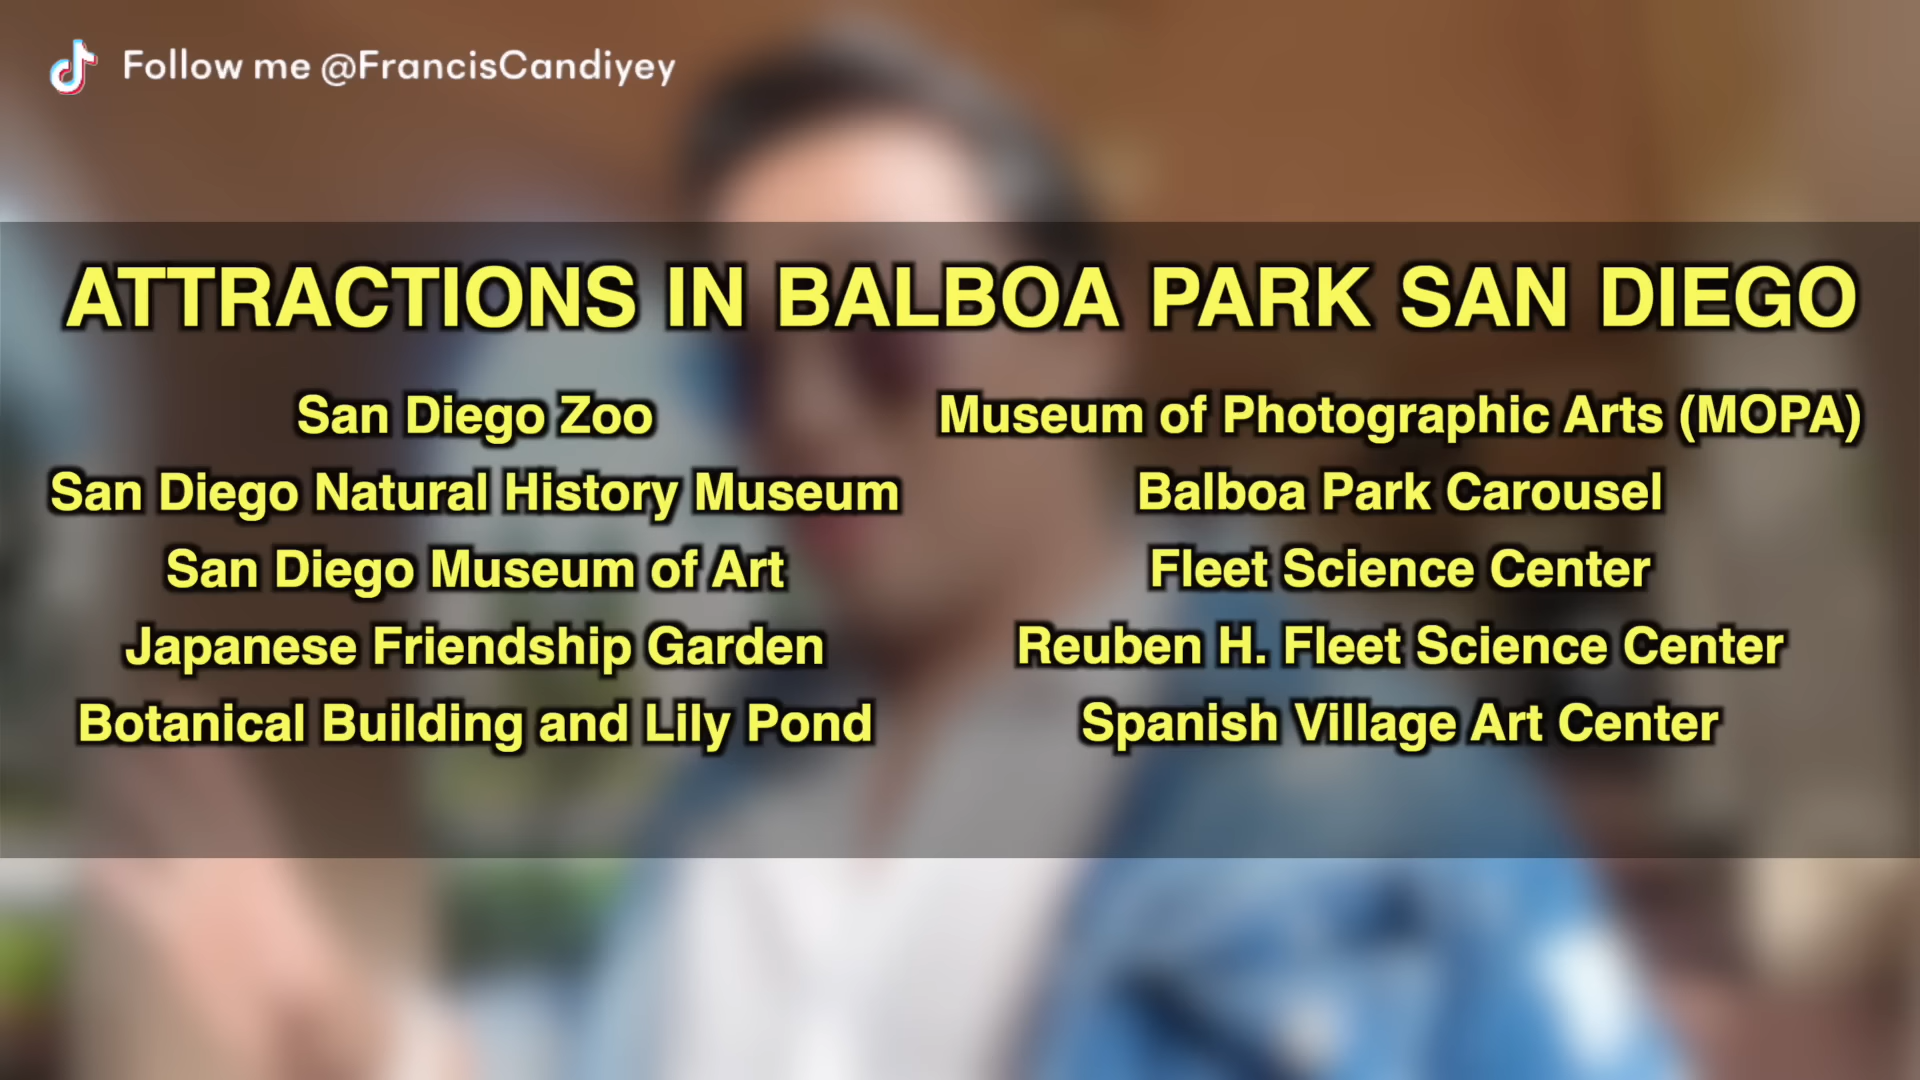 Follow me @FrancisCandiyey
ATTRACTIONS IN BALBOA PARK SAN DIEGO
San Diego Zoo
San Diego Natural History Museum
San Diego Museum of Art
Japanese Friendship Garden
Botanical Building and Lily Pond
Museum of Photographic Arts (MOPA)
Balboa Park Carousel
Fleet Science Center
Reuben H. Fleet Science Center
Spanish Village Art Center